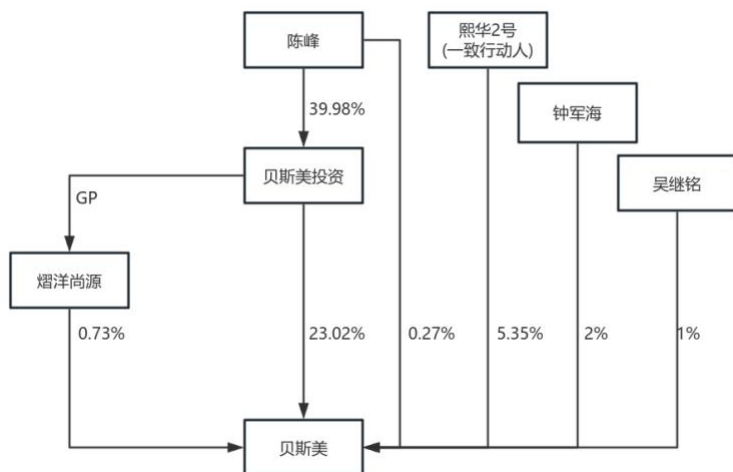 陈峰
熙华2号
(一致行动人)
39.98%
钟军海
贝斯美投资
吴继铭
GP
熠洋尚源
0.73%
23.02%
0.27%
5.35%
2%
1%
贝斯美